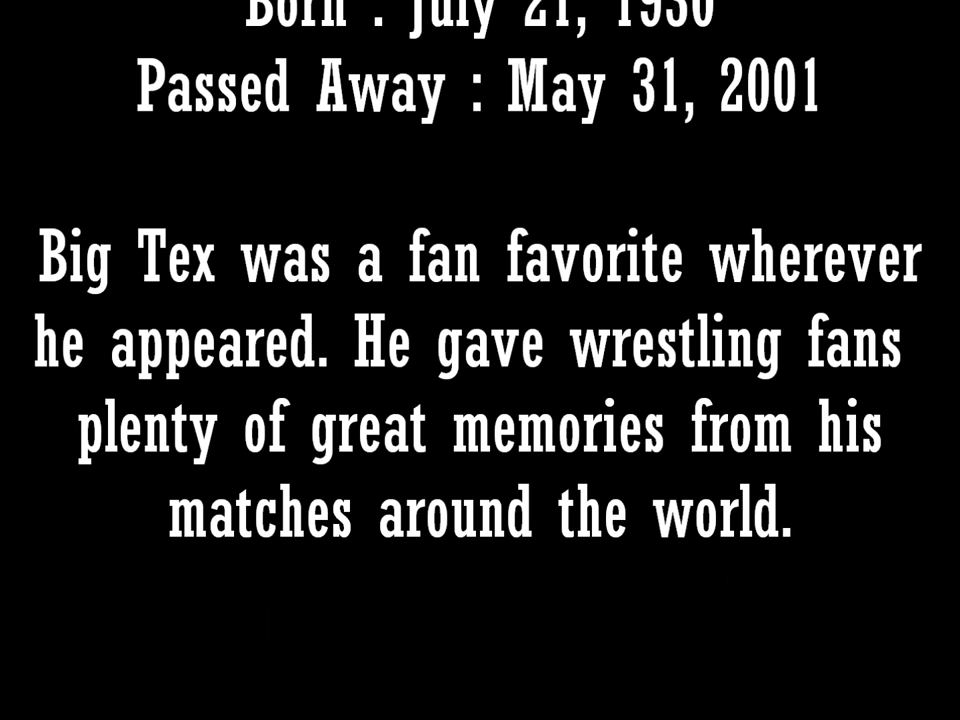 Born : July 21, 1930
Passed Away : May 31, 2001
Big Tex was a fan favorite wherever
he appeared. He gave wrestling fans
plenty of great memories from his
matches around the world.